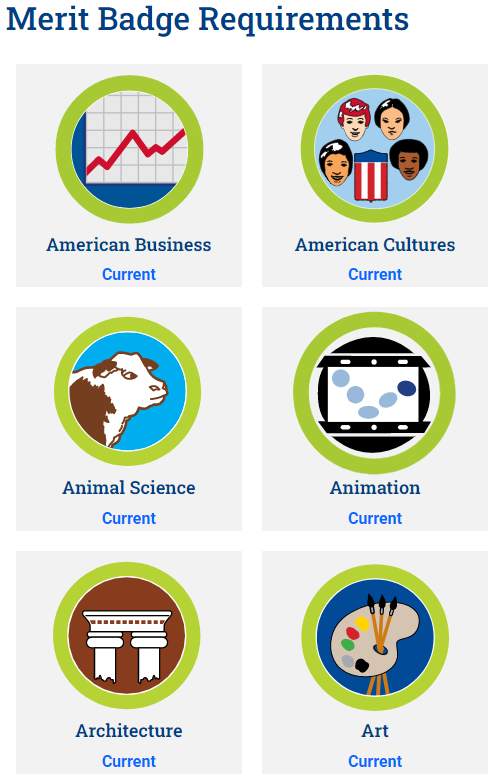 Merit Badge Requirements
American Business
Current
American Cultures
Current
Animal Science
Current
Animation
Current
Architecture
Current
Art
Current